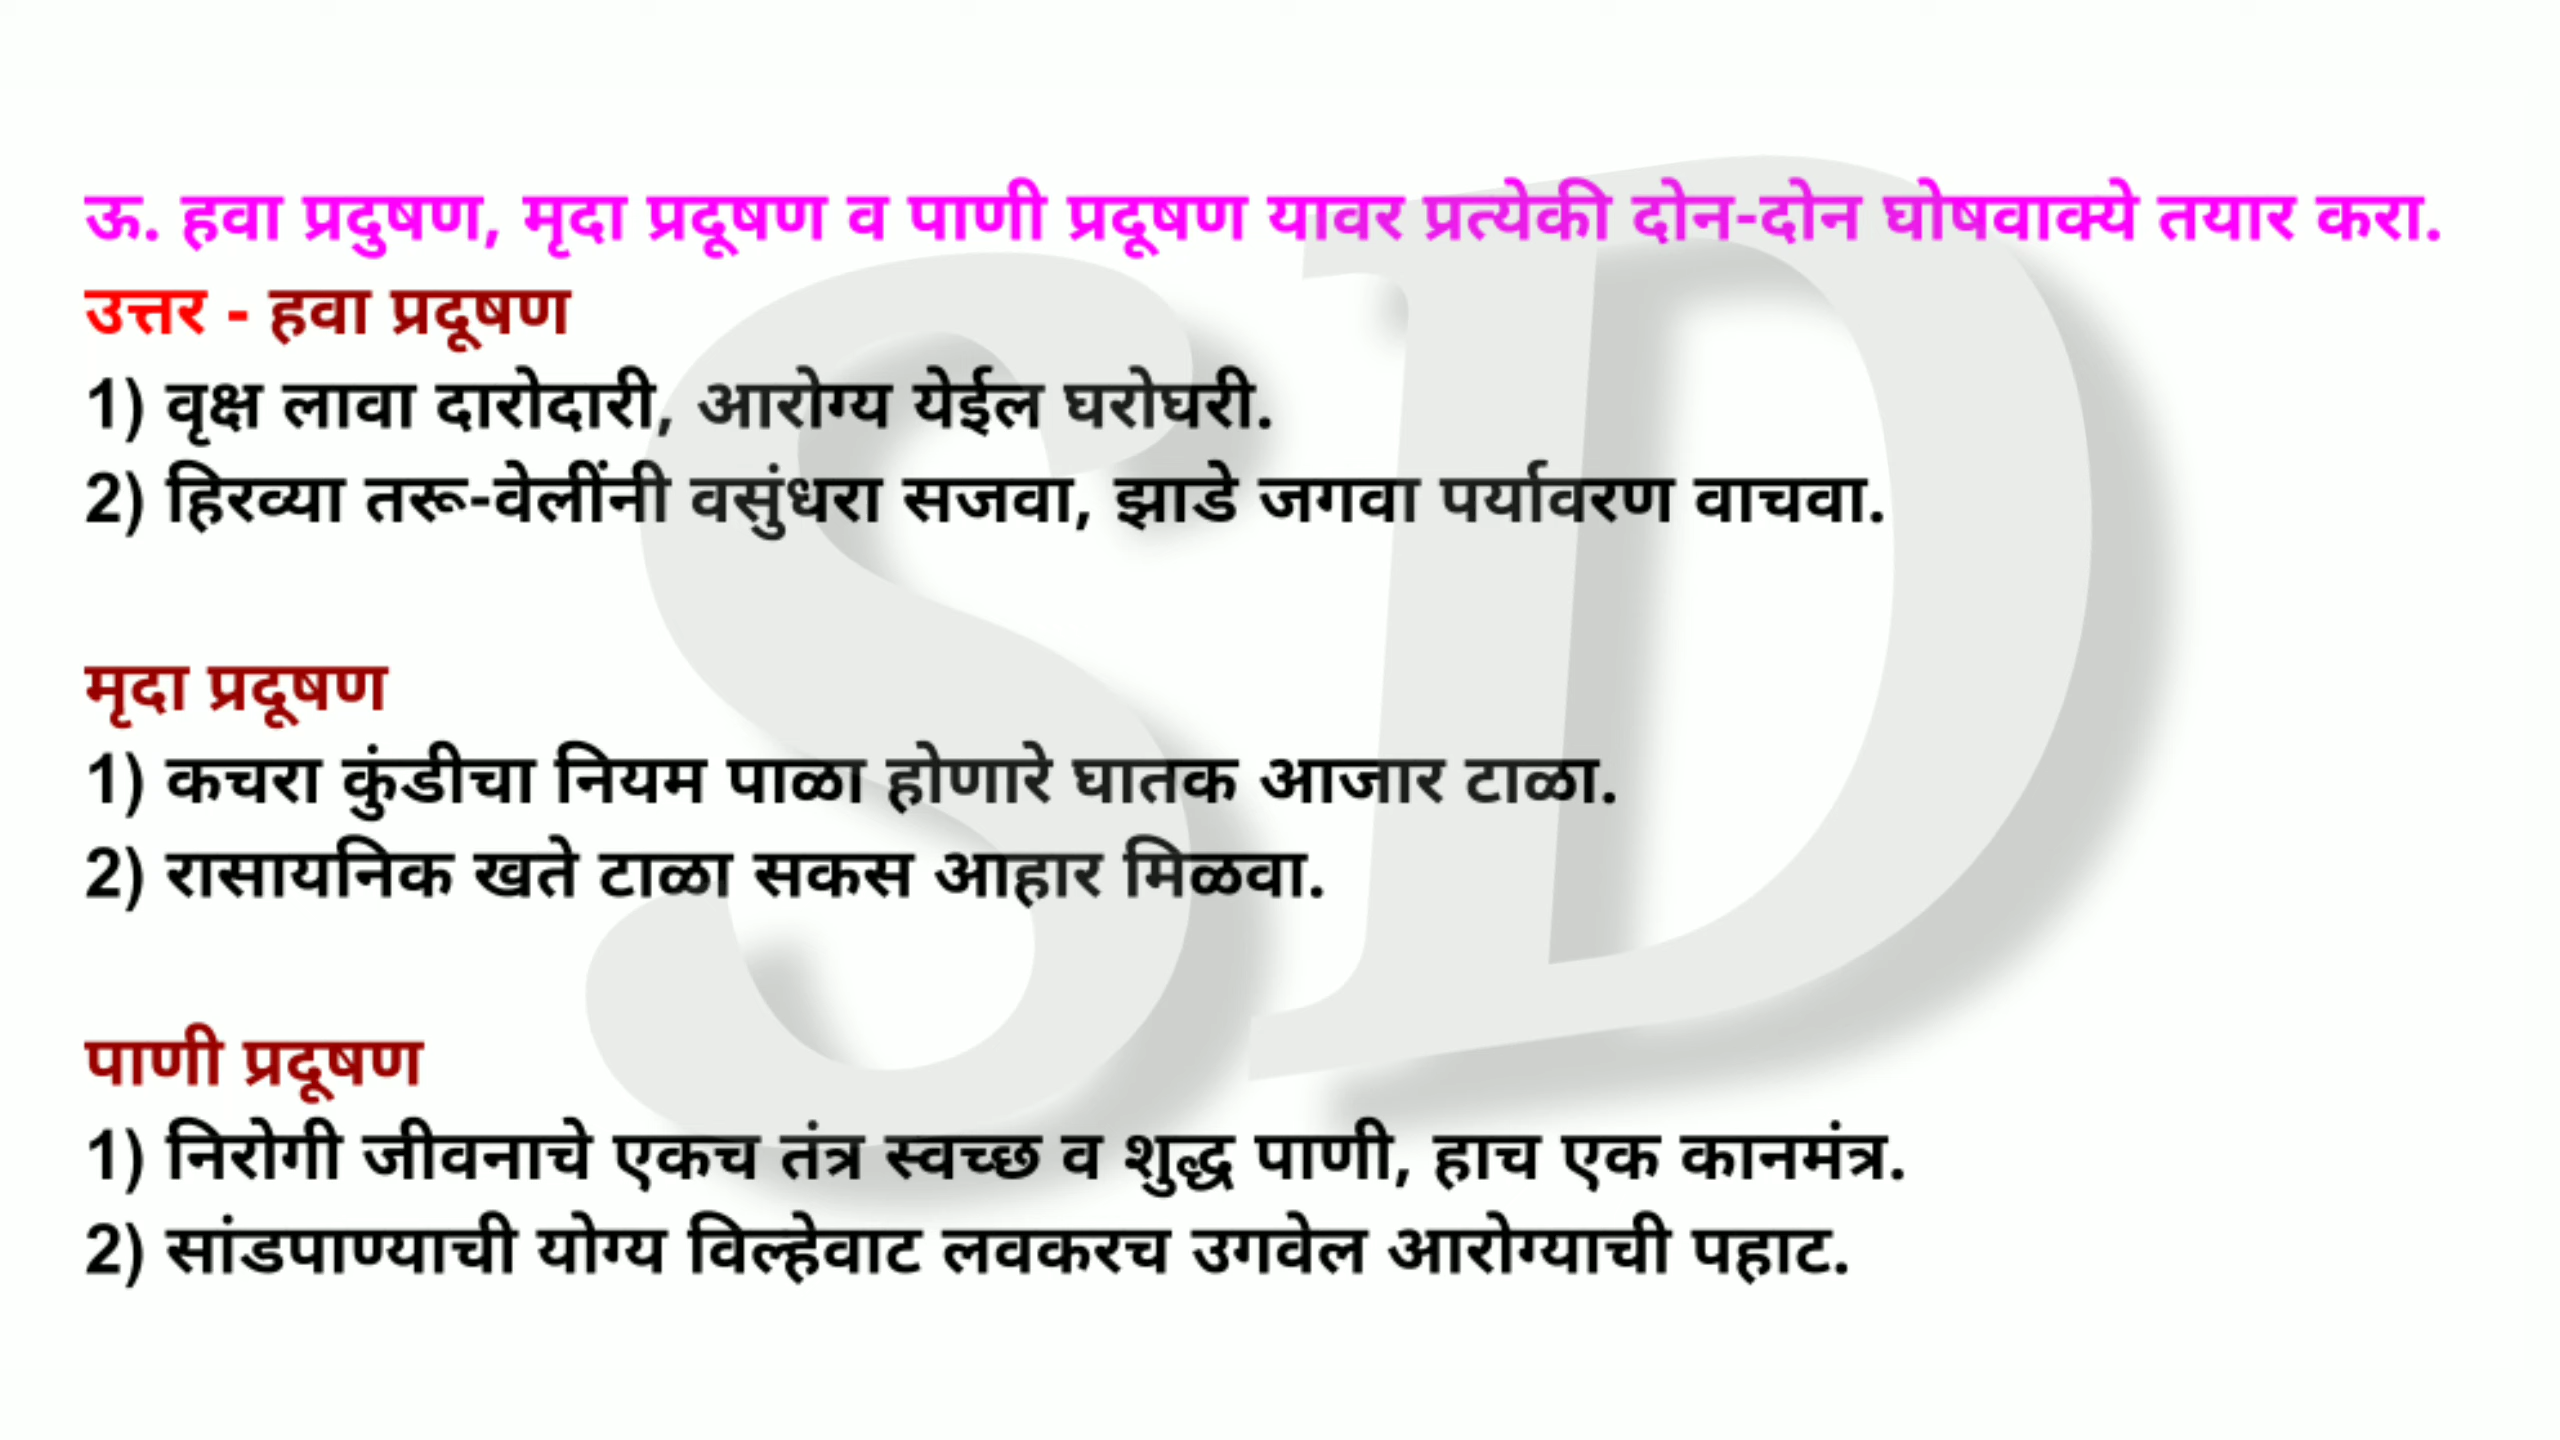 ऊ. हवा प्रदुषण, मृदा प्रदूषण व पाणी प्रदूषण यावर प्रत्येकी दोन-दोन घोषवाक्ये तयार करा.
उत्तर - हवा प्रदूषण
1) वृक्ष लावा दारोदारी, आरोग्य येईल घरोघरी.
2) हिरव्या तरू-वेलींनी वसुंधरा सजवा, झाडे जगवा पर्यावरण वाचवा.
मृदा प्रदूषण
1) कचरा कुंडीचा नियम पाळा होणारे घातक आजार टाळा.
2) रासायनिक खते टाळा सकस आहार मिळवा.
पाणी प्रदूषण
1) निरोगी जीवनाचे एकच तंत्र स्वच्छ व शुद्ध पाणी, हाच एक कानमंत्र.
2) सांडपाण्याची योग्य विल्हेवाट लवकरच उगवेल आरोग्याची पहाट.
SD